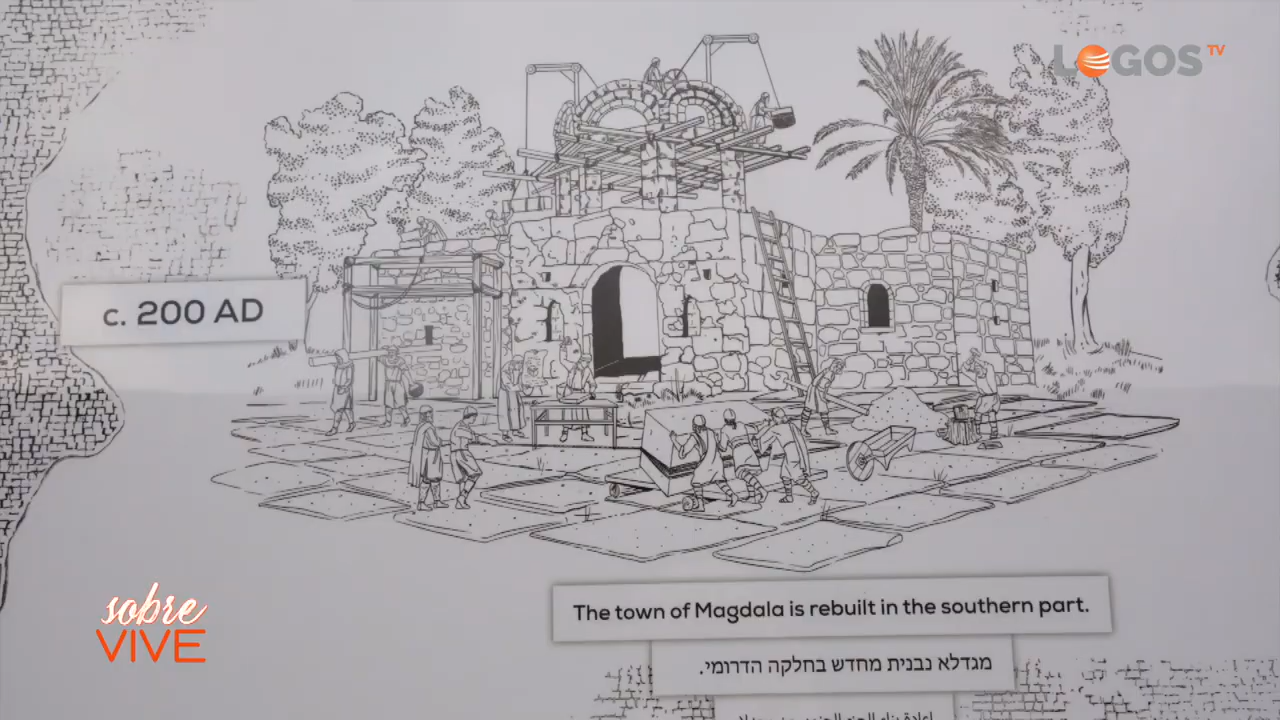 LOGOS TV
c. 200 AD
sobre
VIVE
The town of Magdala is rebuilt in the southern part.
מגדלא נבנית מחדש בחלקה הדרומי.